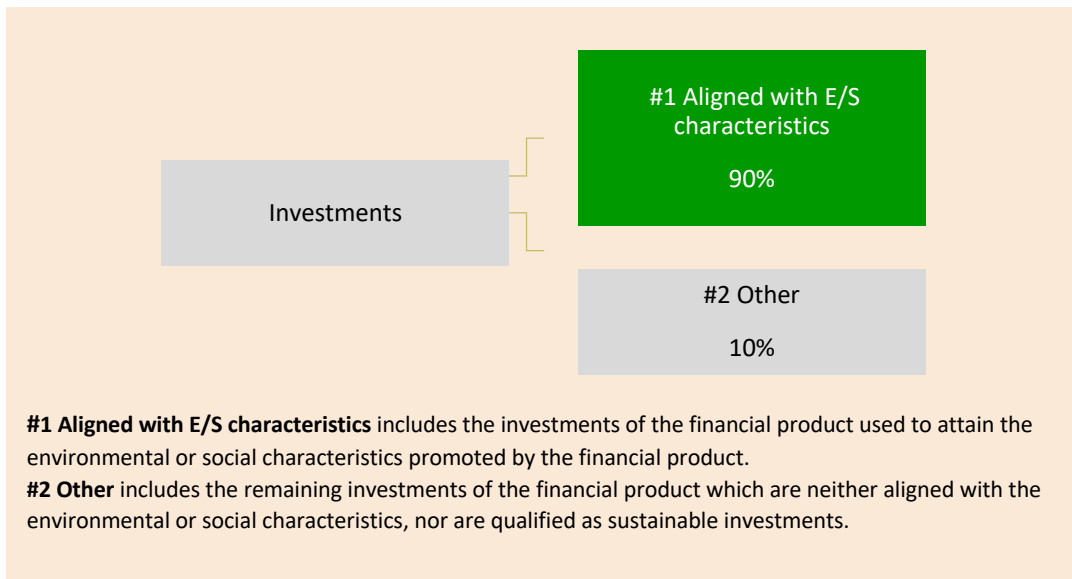 #1 Aligned with E/S
characteristics
90%
Investments
#2 Other
10%
#1 Aligned with E/S characteristics includes the investments of the financial product used to attain the
environmental or social characteristics promoted by the financial product.
#2 Other includes the remaining investments of the financial product which are neither aligned with the
environmental or social characteristics, nor are qualified as sustainable investments.